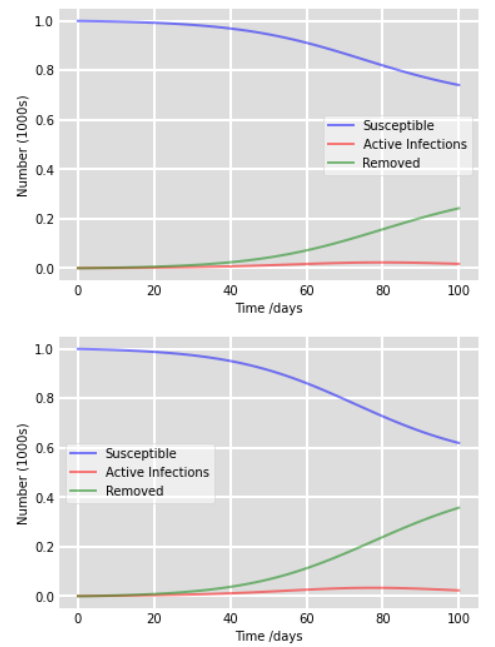 1.0
0.8
0.6
0.4
0.2
0.0
Number (1000s)
Susceptible
Active Infections
Removed
0 20 40 60 80 100
Time /days
1.0
0.8
0.6
0.4
0.2
0.0
Number (1000s)
Susceptible
Active Infections
Removed
0 20 40 60 80 100
Time /days